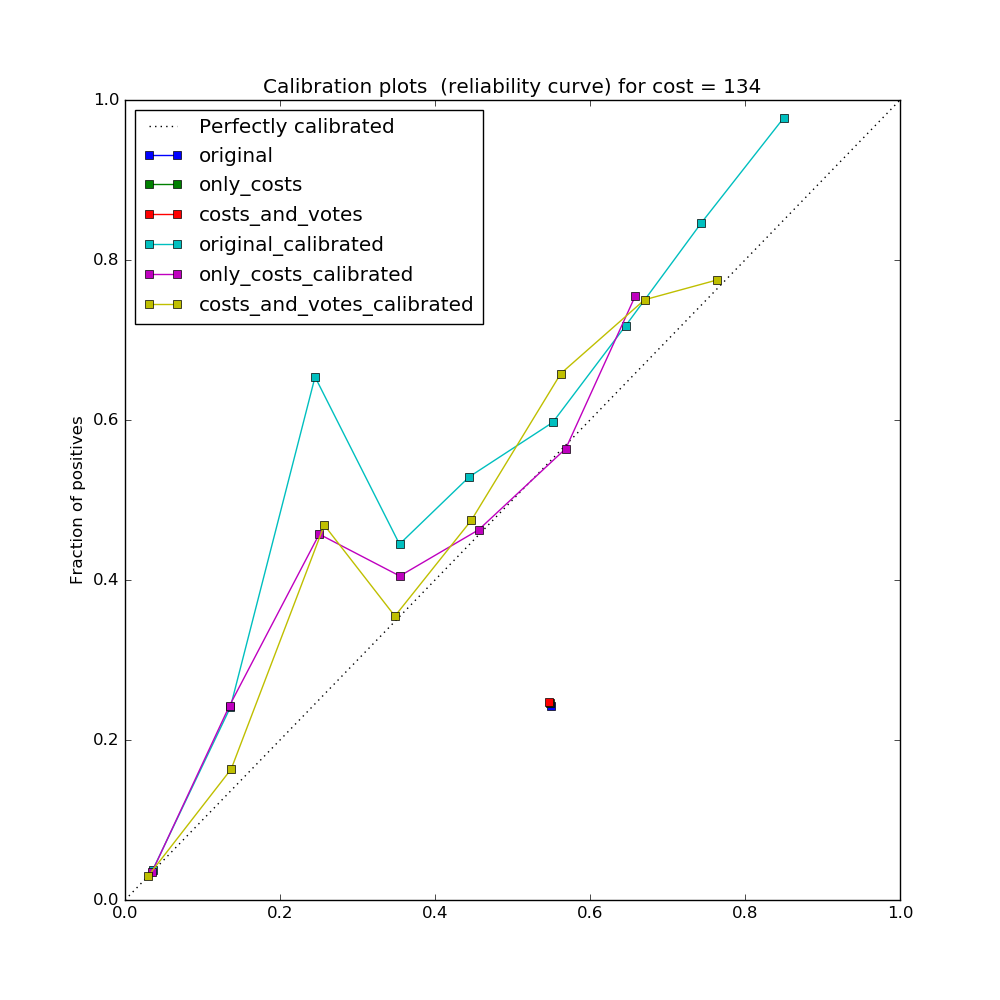 Calibration plots  (reliability curve) for cost = 134
1.0
0.8
0.6
0.4
0.2
0.0
Fraction of positives
Perfectly calibrated
original
only_costs
costs_and_votes
original_calibrated
only_costs_calibrated
costs_and_votes_calibrated
0.0 0.2 0.4 0.6 0.8 1.0